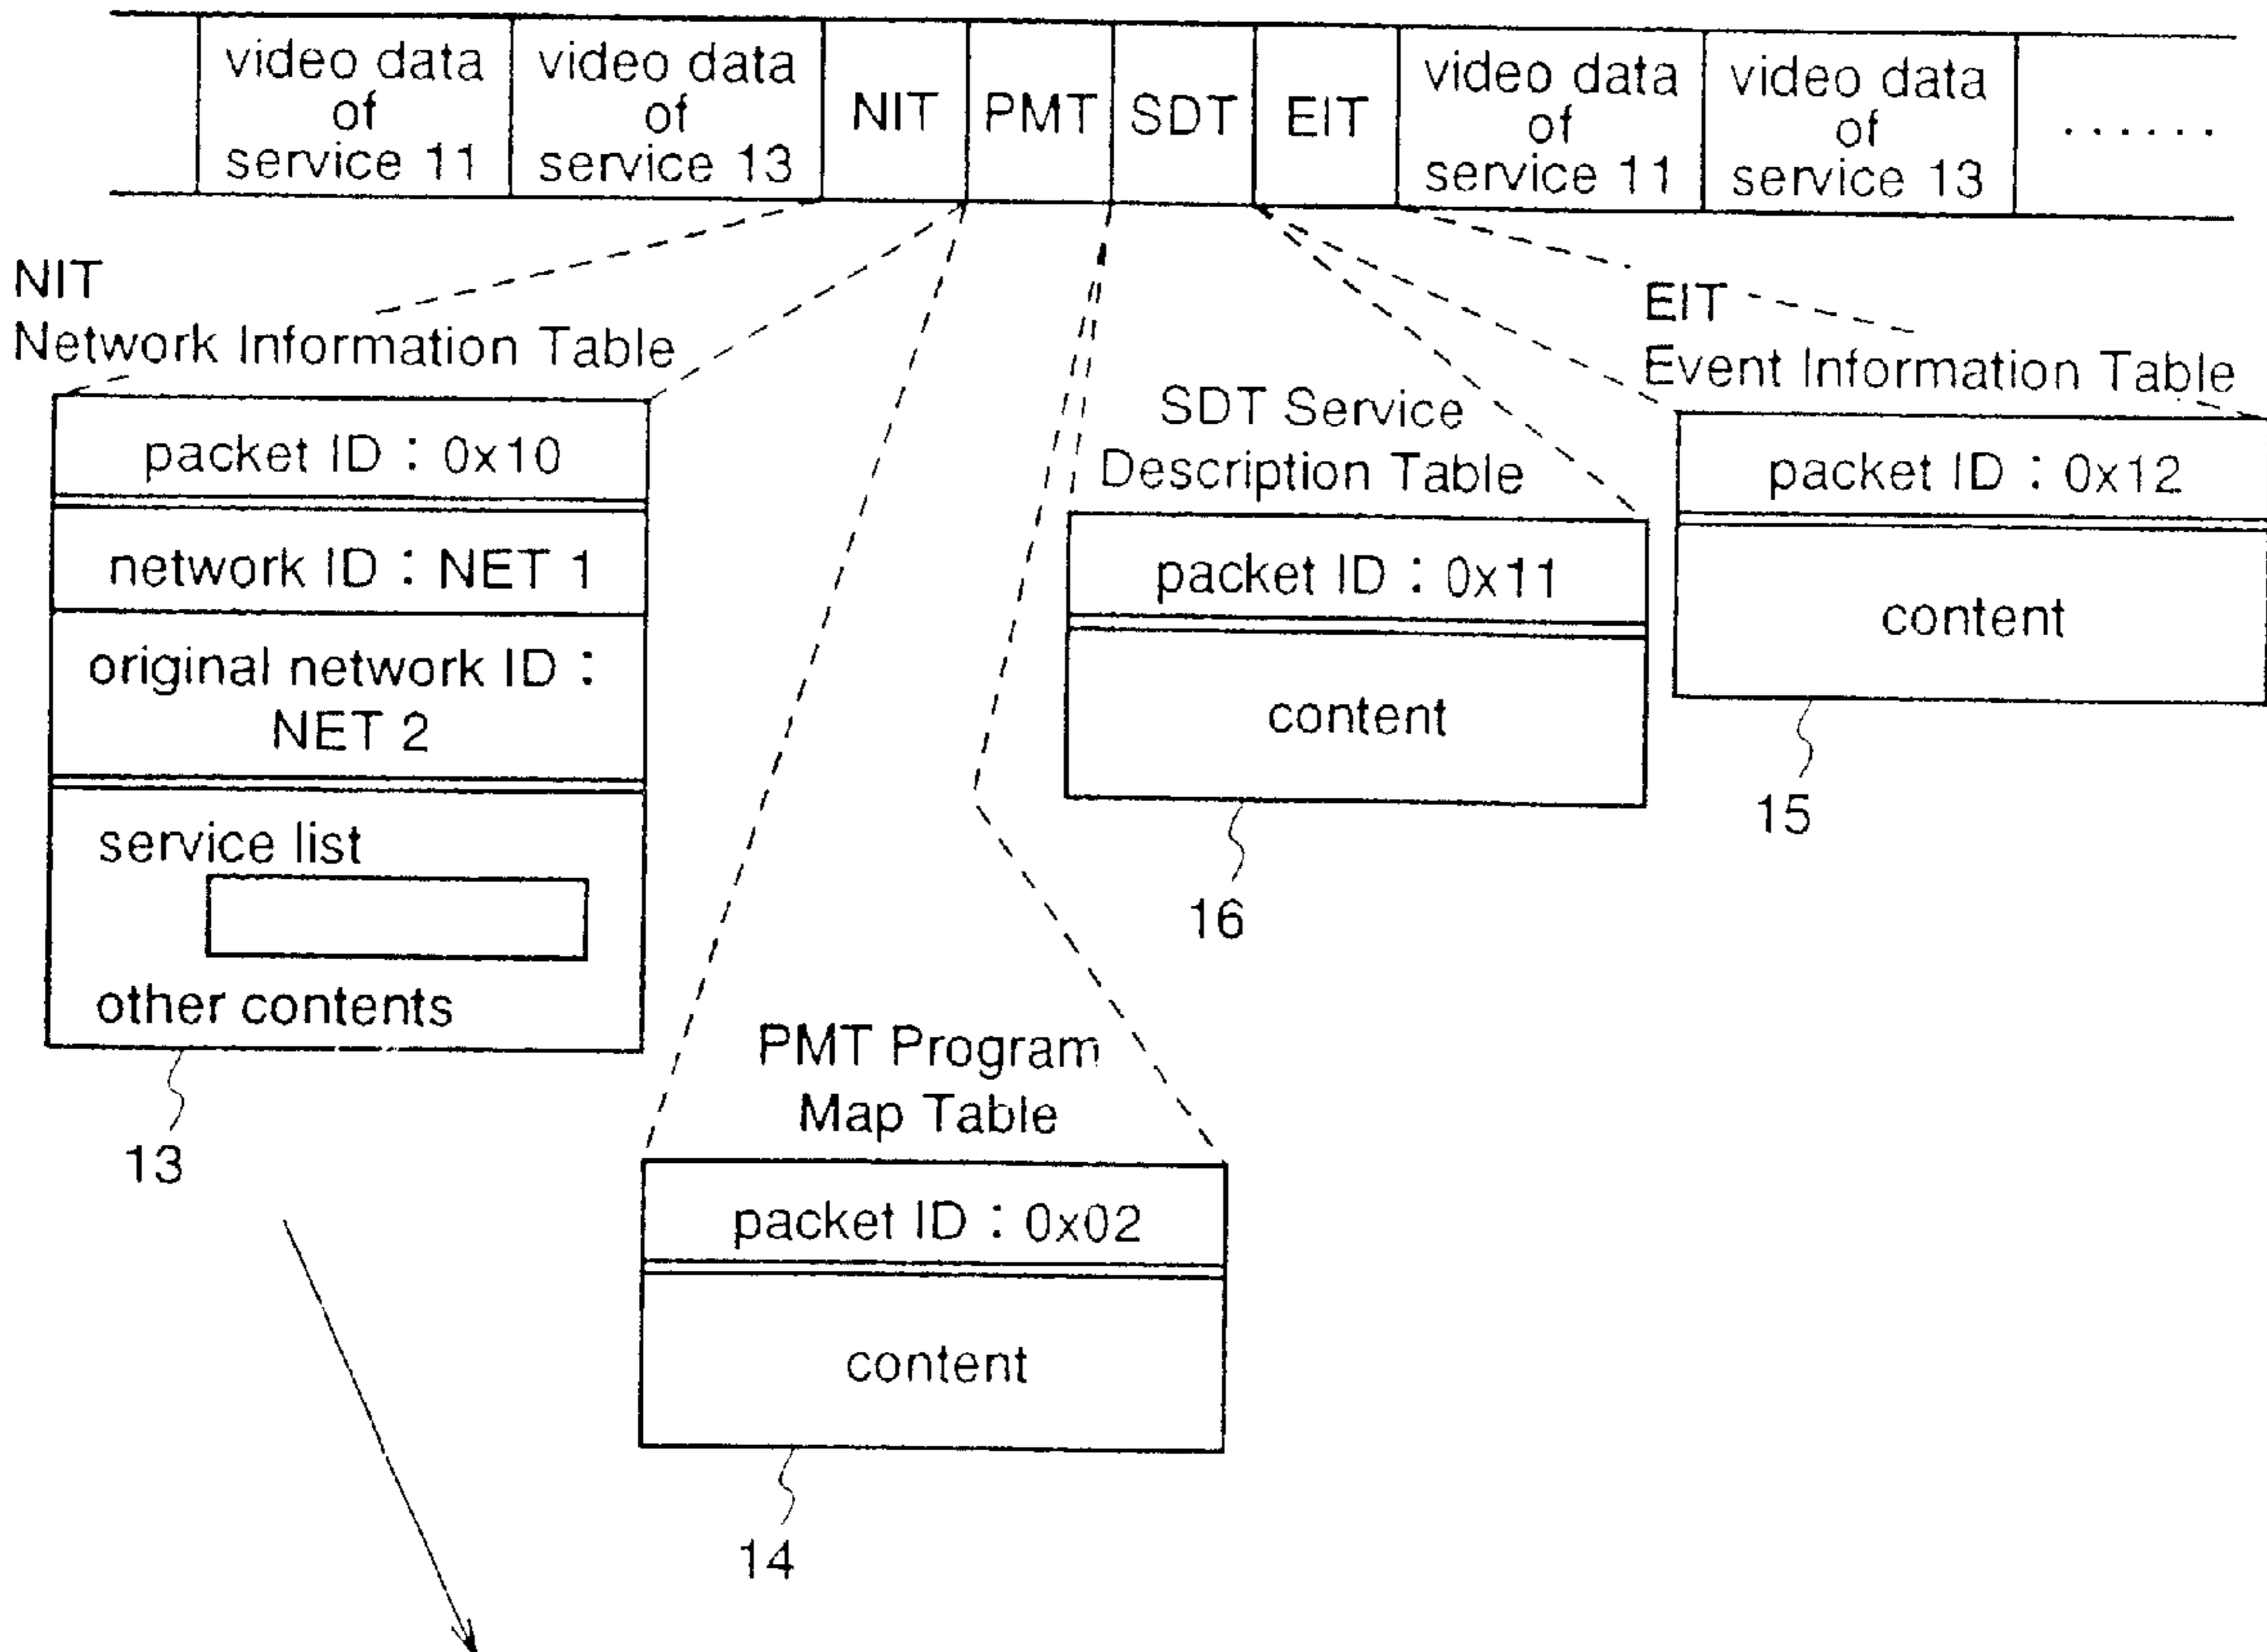 video data
of
service 11
video data
of
service 13
NIT
PMT
SDT
EIT
video data
of
service 11
video data
of
service 13
......
NIT
Network Information Table
packet ID : 0x10
network ID : NET 1
original network ID :
NET 2
service list
other contents
13
PMT Program
Map Table
packet ID : 0x02
content
14
SDT Service
Description Table
packet ID : 0x11
content
16
EIT
Event Information Table
packet ID : 0x12
content
15